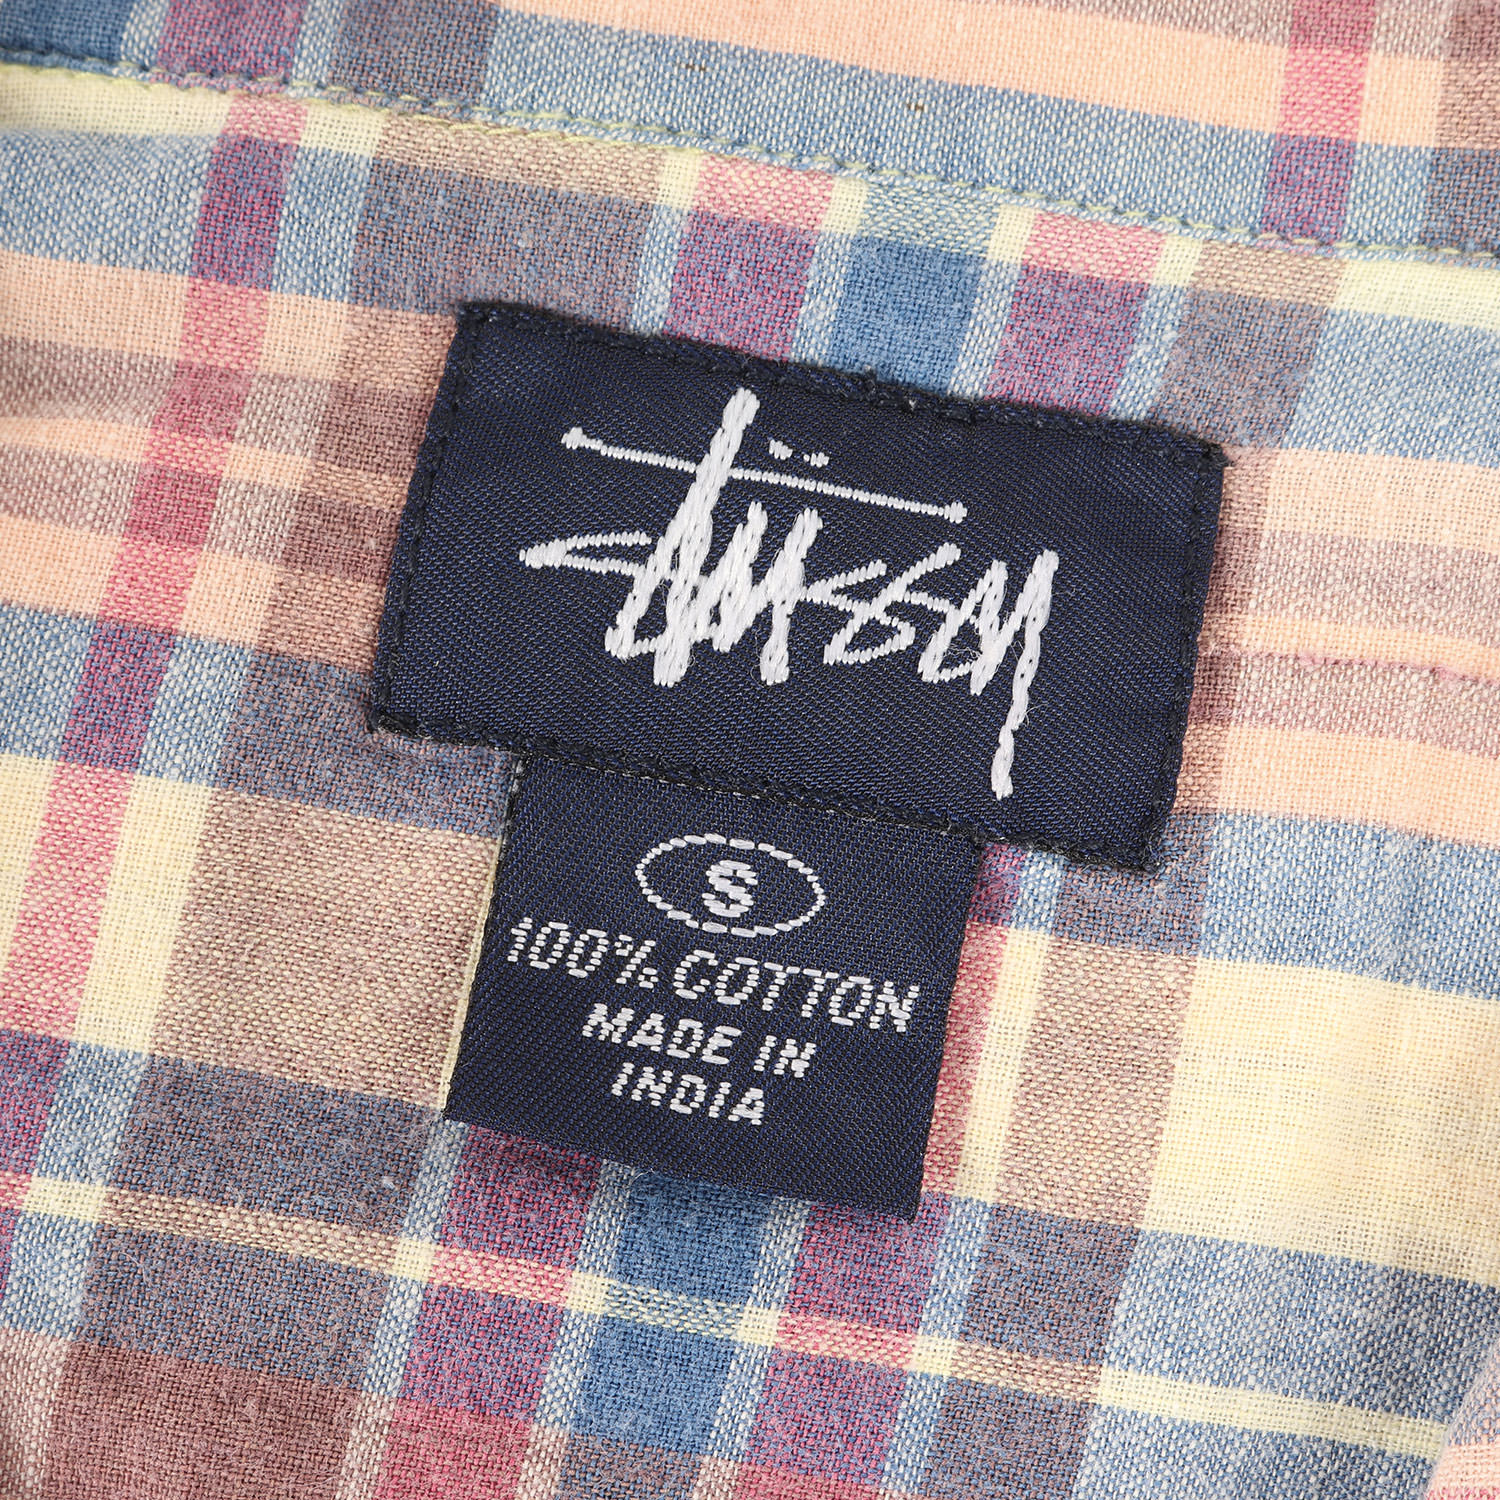 Stüssy
S
100% COTTON
MADE IN
INDIA